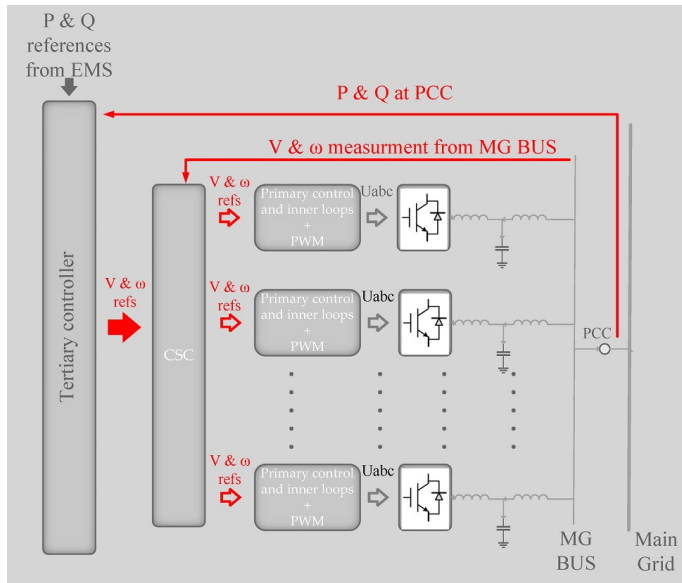 P & Q
references
from EMS
P & Q at PCC
V & ω measurment from MG BUS
Tertiary controller
V & ω
refs
CSC
V & ω
refs
Primary control
and inner loops
+
PWM
Uabc
V & ω
refs
Primary control
and inner loops
+
PWM
Uabc
PCC
V & ω
refs
Primary control
and inner loops
+
PWM
Uabc
MG
BUS
Main
Grid